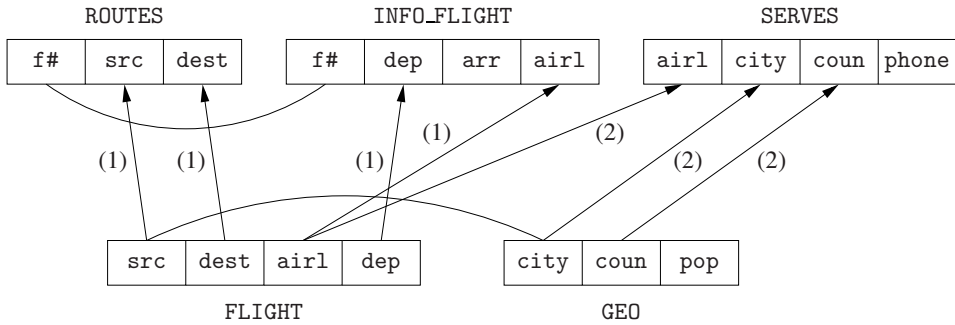 ROUTES INFO_FLIGHT SERVES
f# src dest f# dep arr airl airl city coun phone
(1) (1) (1) (1) (2) (2) (2)
src dest airl dep city coun pop
FLIGHT GEO